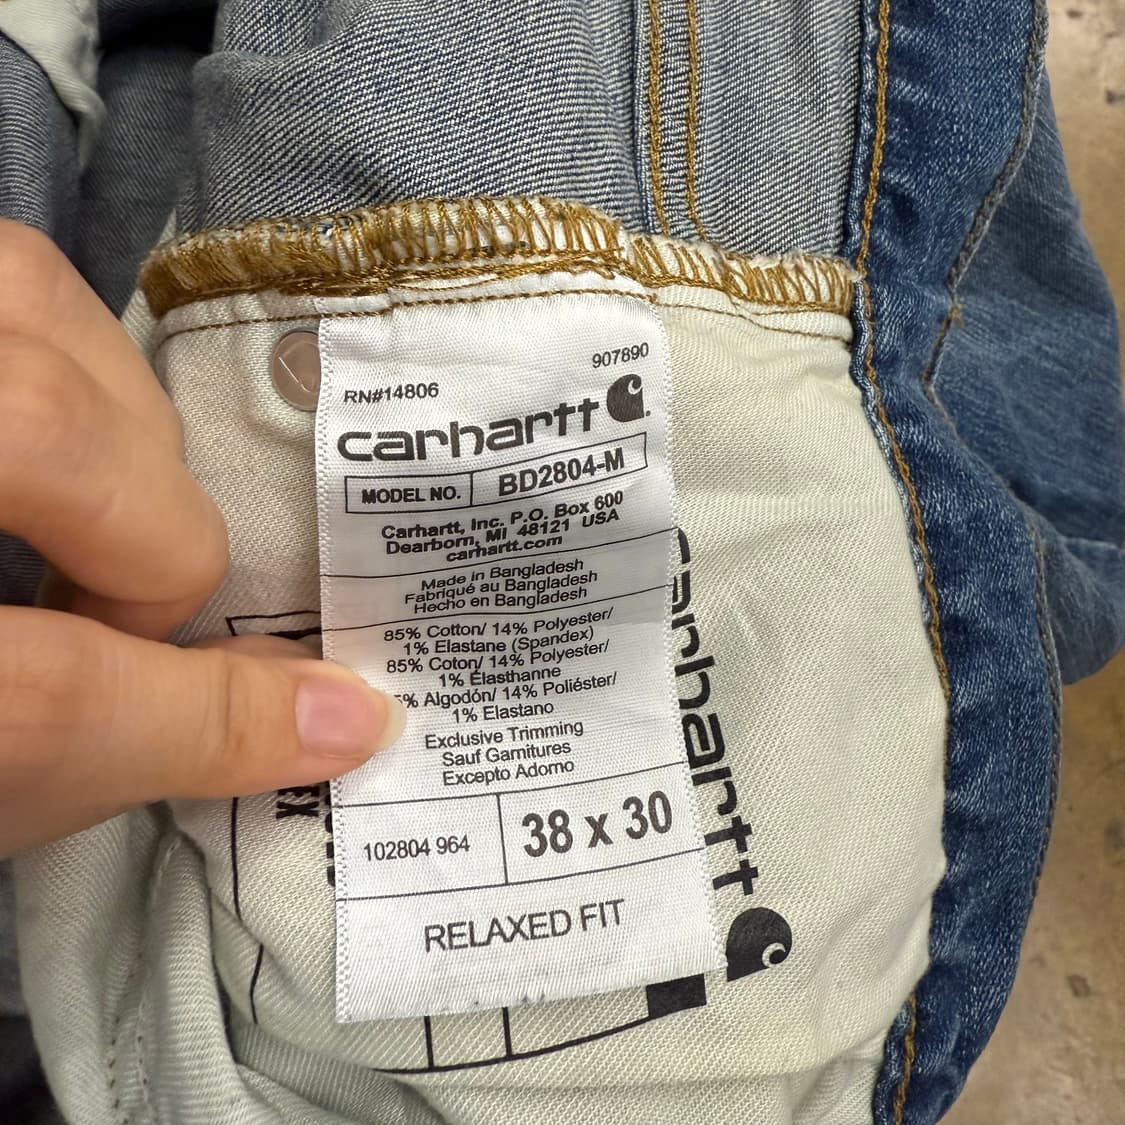 907890
RN#14806
carhartt
MODEL NO. BD2804-M
Carhartt, Inc. P.O. Box 600
Dearborn, MI 48121 USA
carhartt.com
Made in Bangladesh
Fabriqué au Bangladesh
Hecho en Bangladesh
85% Cotton/ 14% Polyester/
1% Elastane (Spandex)
85% Coton/ 14% Polyester/
1% Élasthanne
% Algodón/ 14% Poliéster/
1% Elastano
Exclusive Trimming
Sauf Garnitures
Excepto Adorno
102804 964 38 x 30
RELAXED FIT
carhartt